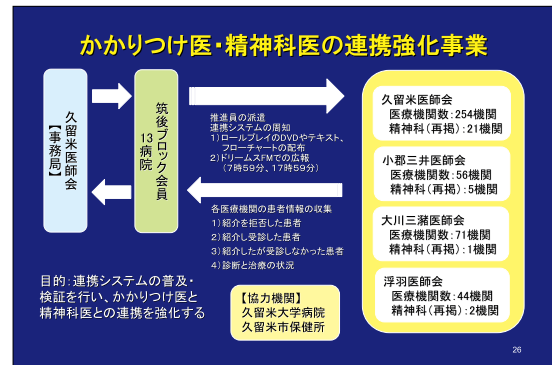 かかりつけ医・精神科医の連携強化事業
久留米医師会
【事務局】
筑後ブロック会員
13病院
推進員の派遣
連携システムの周知
1)ロールプレイのDVDやテキスト、
フローチャートの配布
2)ドリームスFMでの広報
(7時59分、17時59分)
各医療機関の患者情報の収集
1)紹介を拒否した患者
2)紹介し受診した患者
3)紹介したが受診しなかった患者
4)診断と治療の状況
久留米医師会
医療機関数:254機関
精神科(再掲):21機関
小郡三井医師会
医療機関数:56機関
精神科(再掲):5機関
大川三潴医師会
医療機関数:71機関
精神科(再掲):1機関
浮羽医師会
医療機関数:44機関
精神科(再掲):2機関
目的:連携システムの普及・
検証を行い、かかりつけ医と
精神科医との連携を強化する
【協力機関】
久留米大学病院
久留米市保健所
26